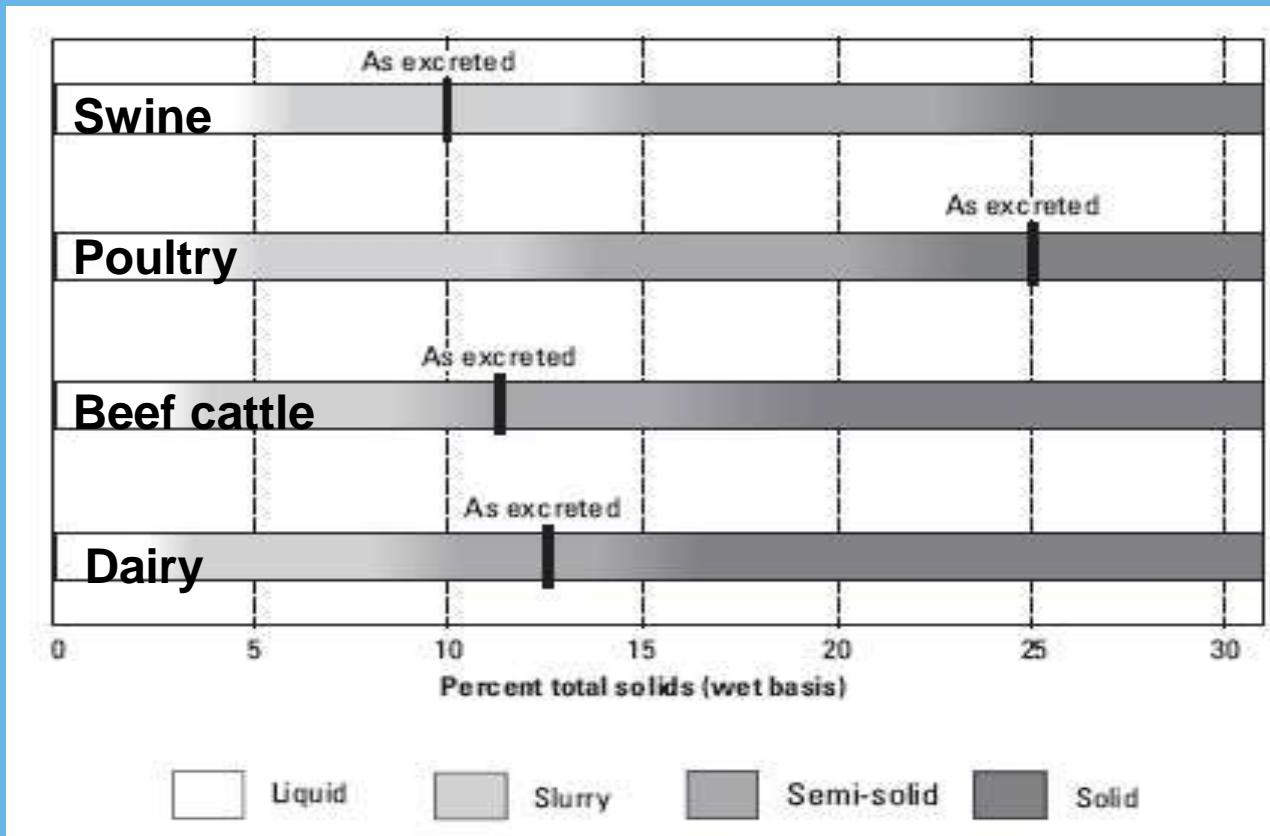 As excreted
Swine
As excreted
Poultry
As excreted
Beef cattle
As excreted
Dairy
0 5 10 15 20 25 30
Percent total solids (wet basis)
Liquid Slurry Semi-solid Solid